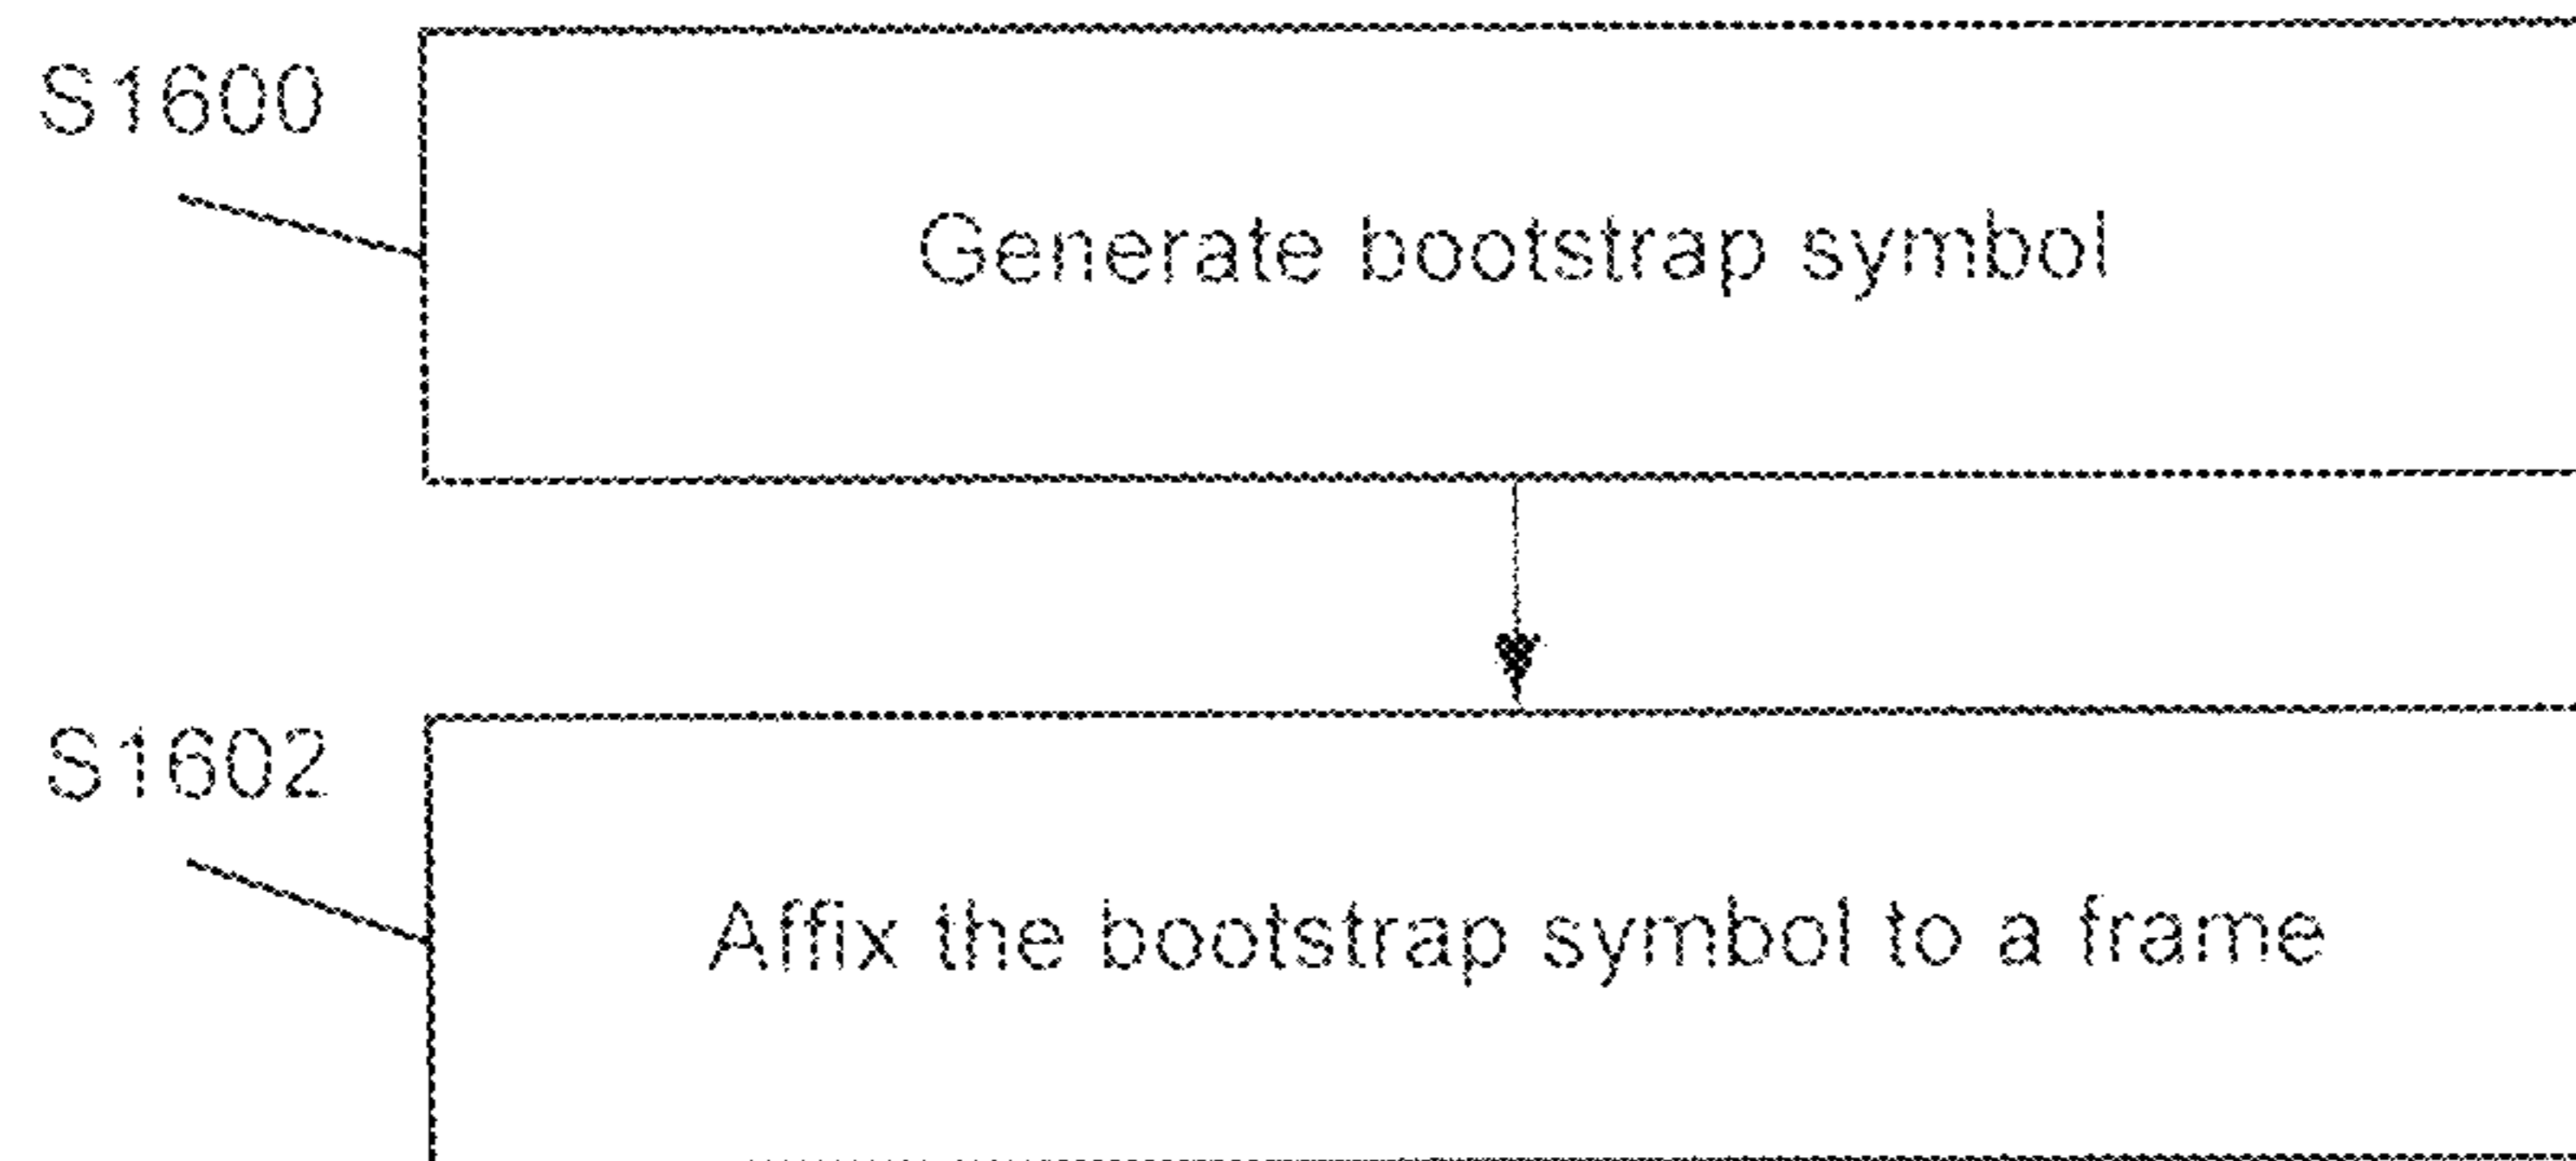 S1600
Generate bootstrap symbol
S1602
Affix the bootstrap symbol to a frame